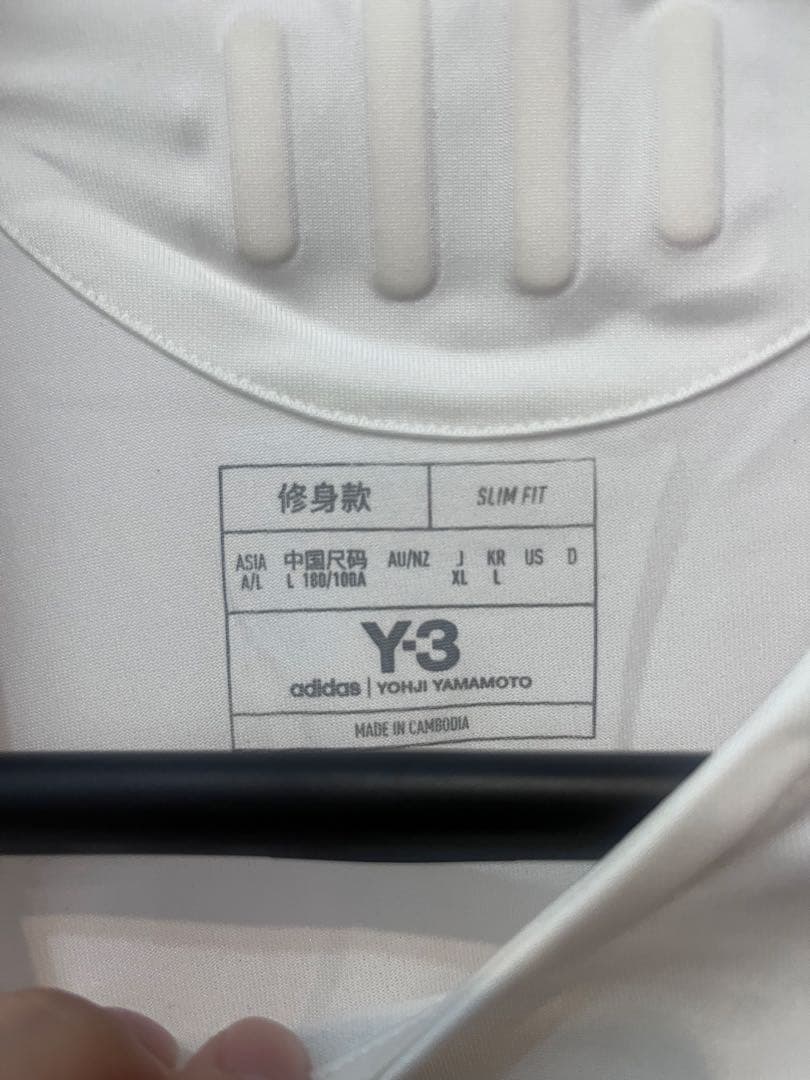 修身款 SLIM FIT
ASIA 中国尺码 AU/NZ J KR US D
A/L L 180/100A XL L
Y-3
adidas | YOHJI YAMAMOTO
MADE IN CAMBODIA